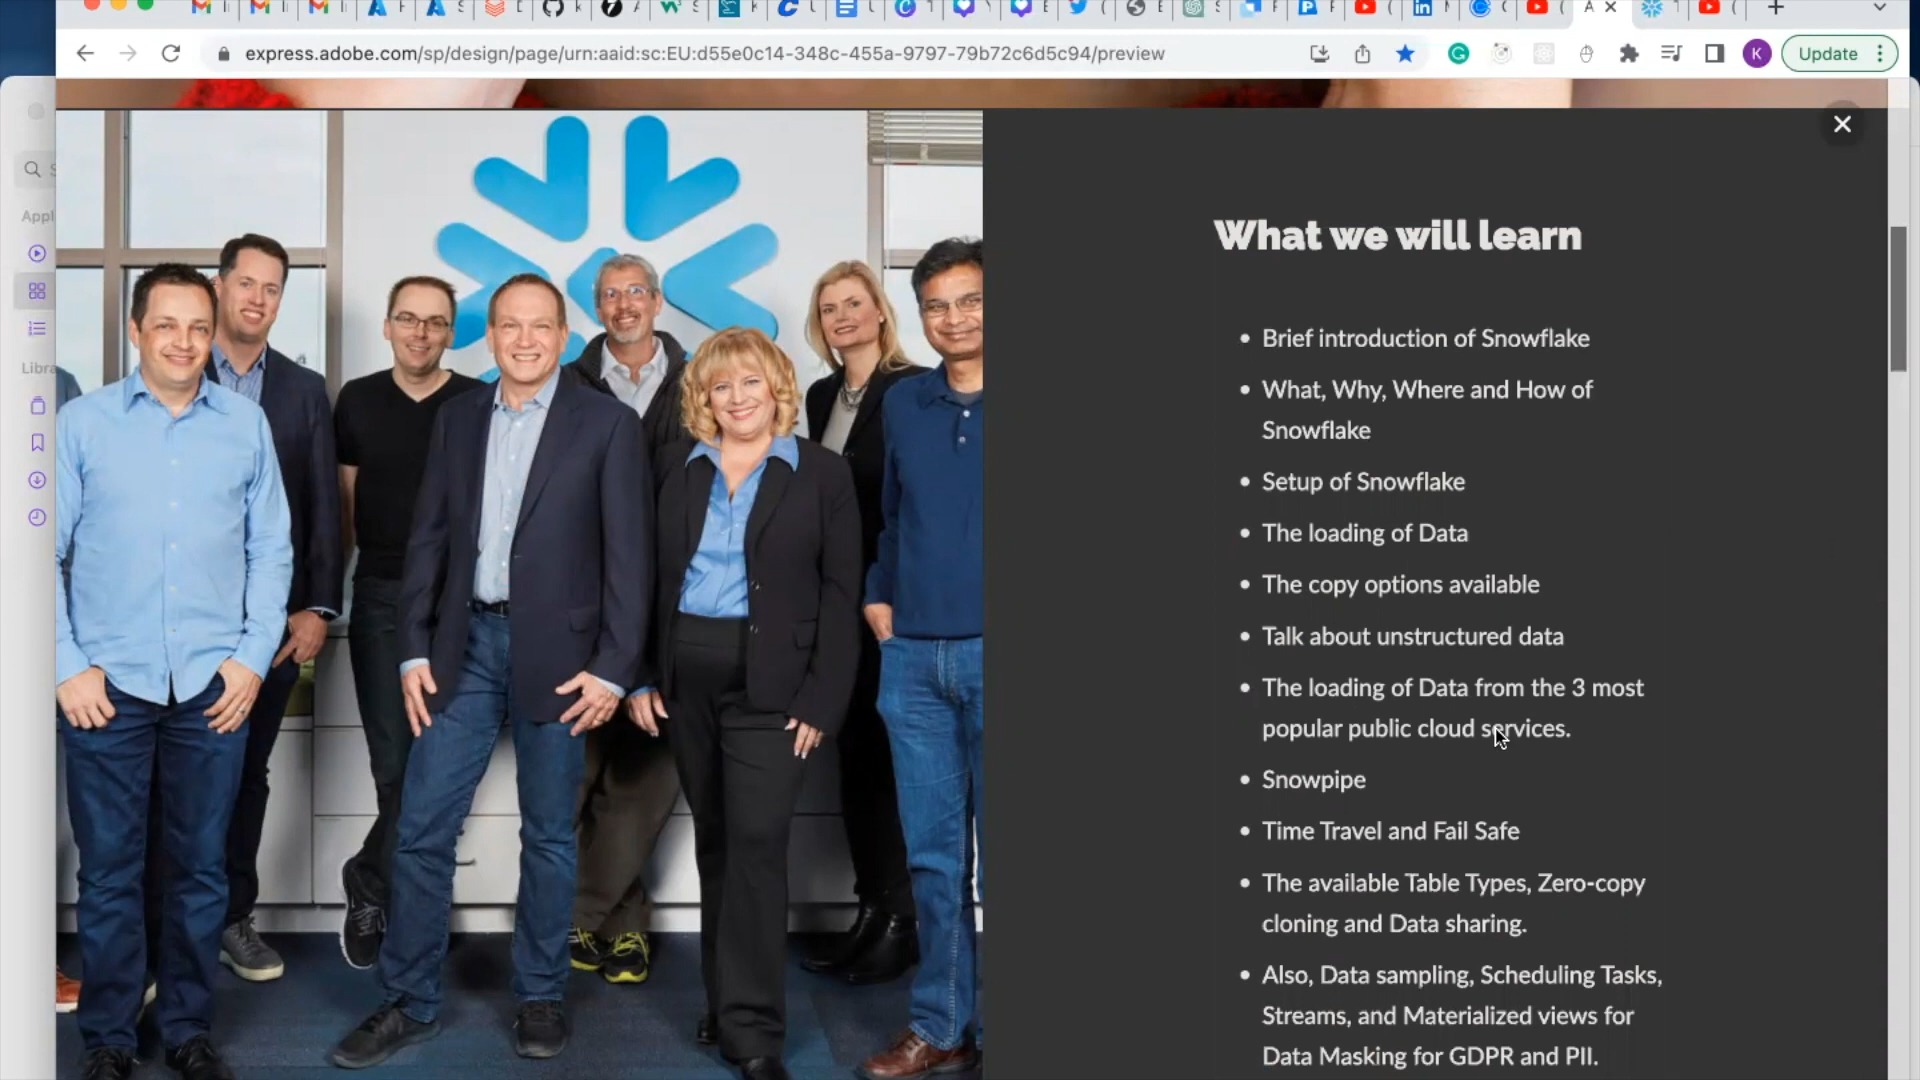 express.adobe.com/sp/design/page/urn:aaid:sc:EU:d55e0c14-348c-455a-9797-79b72c6d5c94/preview
K
Update
What we will learn
Appl
Libra
• Brief introduction of Snowflake
• What, Why, Where and How of
Snowflake
• Setup of Snowflake
• The loading of Data
• The copy options available
• Talk about unstructured data
• The loading of Data from the 3 most
popular public cloud services.
• Snowpipe
• Time Travel and Fail Safe
• The available Table Types, Zero-copy
cloning and Data sharing.
• Also, Data sampling, Scheduling Tasks,
Streams, and Materialized views for
Data Masking for GDPR and PII.